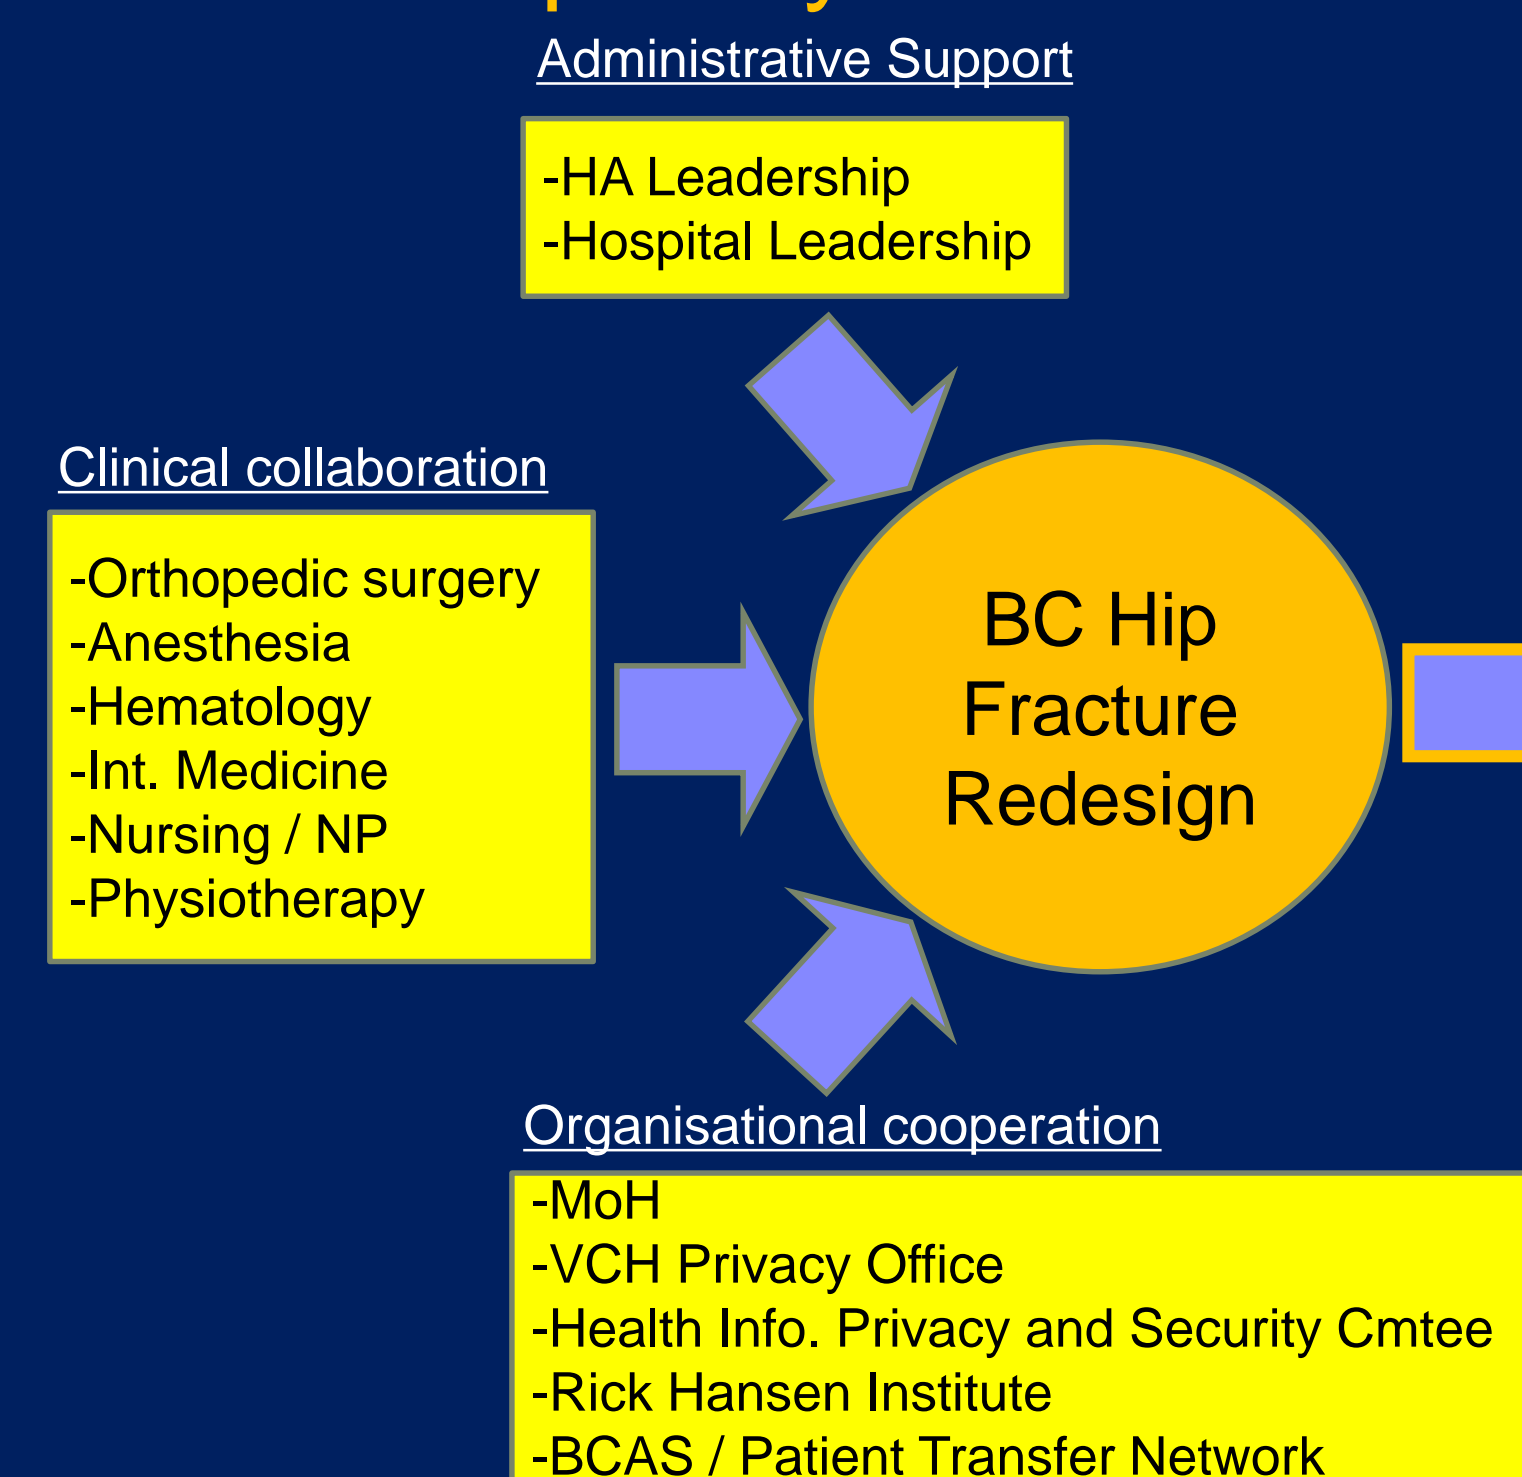 Administrative Support
-HA Leadership
-Hospital Leadership
Clinical collaboration
-Orthopedic surgery
-Anesthesia
-Hematology
-Int. Medicine
-Nursing / NP
-Physiotherapy
BC Hip
Fracture
Redesign
Organisational cooperation
-MoH
-VCH Privacy Office
-Health Info. Privacy and Security Cmtee
-Rick Hansen Institute
-BCAS / Patient Transfer Network